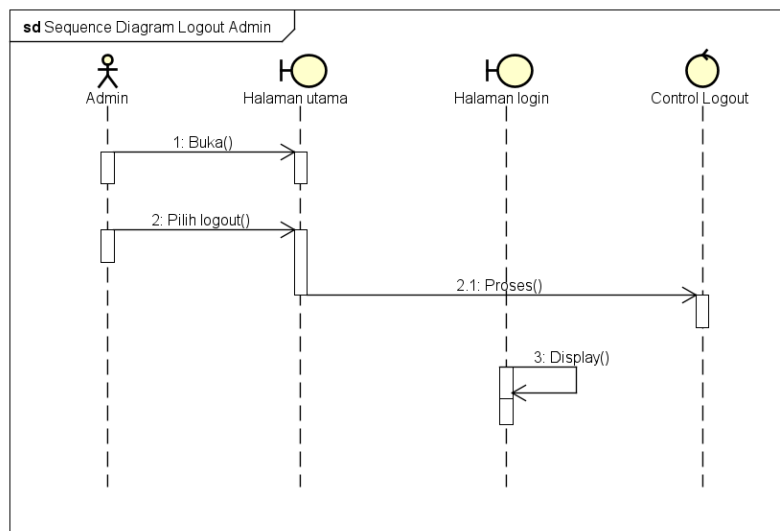 sd Sequence Diagram Logout Admin
Admin
Halaman utama
Halaman login
Control Logout
1: Buka()
2: Pilih logout()
2.1: Proses()
3: Display()